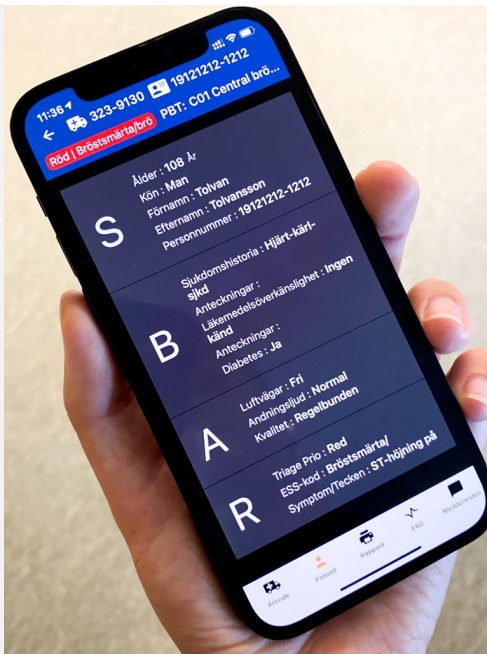 11:36
323-9130 19121212-1212
Röd | Bröstsmärta/brö PBT: C01 Central brö...
S
Ålder : 108 År
Kön : Man
Förnamn : Tolvan
Efternamn : Tolvansson
Personnummer : 19121212-1212
B
Sjukdomshistoria : Hjärt-kärl-
sjkd
Anteckningar :
Läkemedelsöverkänslighet : Ingen
känd
Anteckningar :
Diabetes : Ja
A
Luftvägar : Fri
Andningsljud : Normal
Kvalitet : Regelbunden
R
Triage Prio : Red
ESS-kod : Bröstsmärta/
Symptom/Tecken : ST-höjning på
Ärcode Patient Rapport EKG Meddelanden